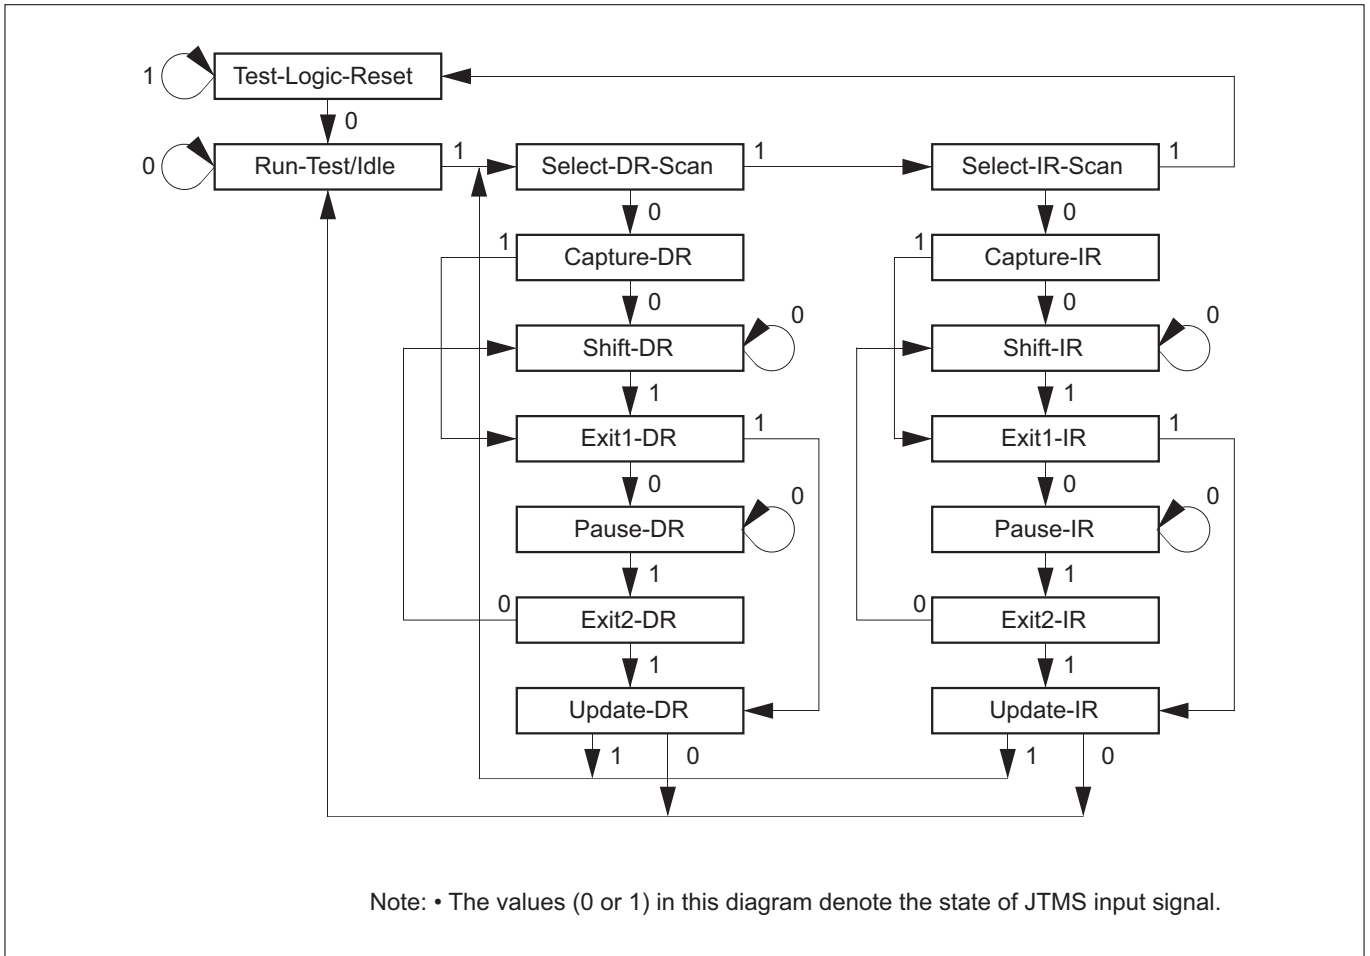 1 Test-Logic-Reset
0
0 Run-Test/Idle 1 Select-DR-Scan 1 Select-IR-Scan 1
0 0
1 Capture-DR 1 Capture-IR
0 0
0 0
Shift-DR Shift-IR
1 1
Exit1-DR 1 Exit1-IR 1
0 0
0 0
Pause-DR Pause-IR
1 1
0 Exit2-DR 0 Exit2-IR
1 1
Update-DR Update-IR
1 0 1 0
Note: • The values (0 or 1) in this diagram denote the state of JTMS input signal.